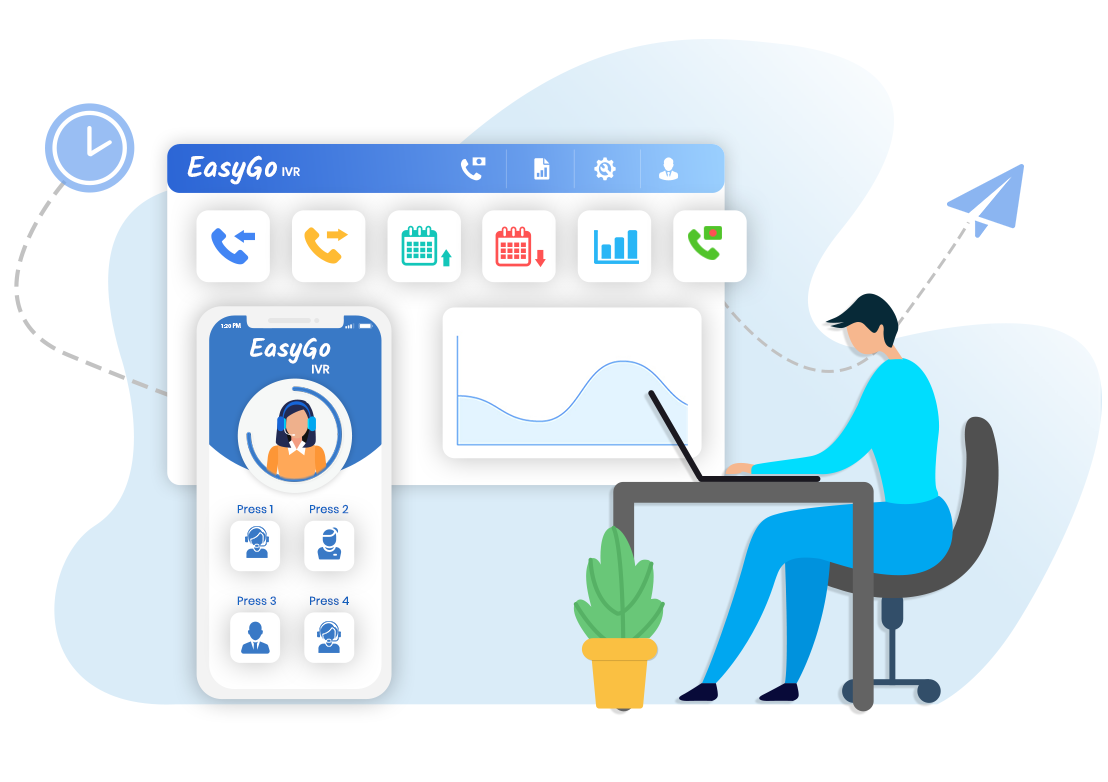 EasyGo IVR
1:20 PM
EasyGo
IVR
Press 1 Press 2
Press 3 Press 4